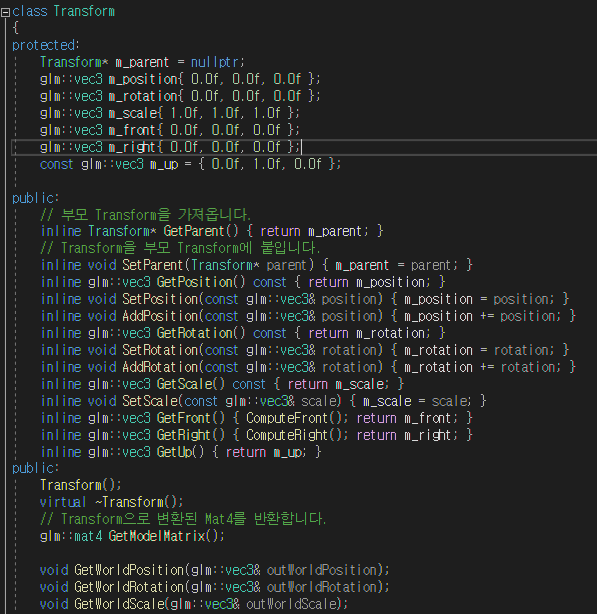 class Transform
{
protected:
    Transform* m_parent = nullptr;
    glm::vec3 m_position{ 0.0f, 0.0f, 0.0f };
    glm::vec3 m_rotation{ 0.0f, 0.0f, 0.0f };
    glm::vec3 m_scale{ 1.0f, 1.0f, 1.0f };
    glm::vec3 m_front{ 0.0f, 0.0f, 0.0f };
    glm::vec3 m_right{ 0.0f, 0.0f, 0.0f };
    const glm::vec3 m_up = { 0.0f, 1.0f, 0.0f };

public:
    // 부모 Transform을 가져옵니다.
    inline Transform* GetParent() { return m_parent; }
    // Transform을 부모 Transform에 붙입니다.
    inline void SetParent(Transform* parent) { m_parent = parent; }
    inline glm::vec3 GetPosition() const { return m_position; }
    inline void SetPosition(const glm::vec3& position) { m_position = position; }
    inline void AddPosition(const glm::vec3& position) { m_position += position; }
    inline glm::vec3 GetRotation() const { return m_rotation; }
    inline void SetRotation(const glm::vec3& rotation) { m_rotation = rotation; }
    inline void AddRotation(const glm::vec3& rotation) { m_rotation += rotation; }
    inline glm::vec3 GetScale() const { return m_scale; }
    inline void SetScale(const glm::vec3& scale) { m_scale = scale; }
    inline glm::vec3 GetFront() { ComputeFront(); return m_front; }
    inline glm::vec3 GetRight() { ComputeRight(); return m_right; }
    inline glm::vec3 GetUp() { return m_up; }
public:
    Transform();
    virtual ~Transform();
    // Transform으로 변환된 Mat4를 반환합니다.
    glm::mat4 GetModelMatrix();

    void GetWorldPosition(glm::vec3& outWorldPosition);
    void GetWorldRotation(glm::vec3& outWorldRotation);
    void GetWorldScale(glm::vec3& outWorldScale);